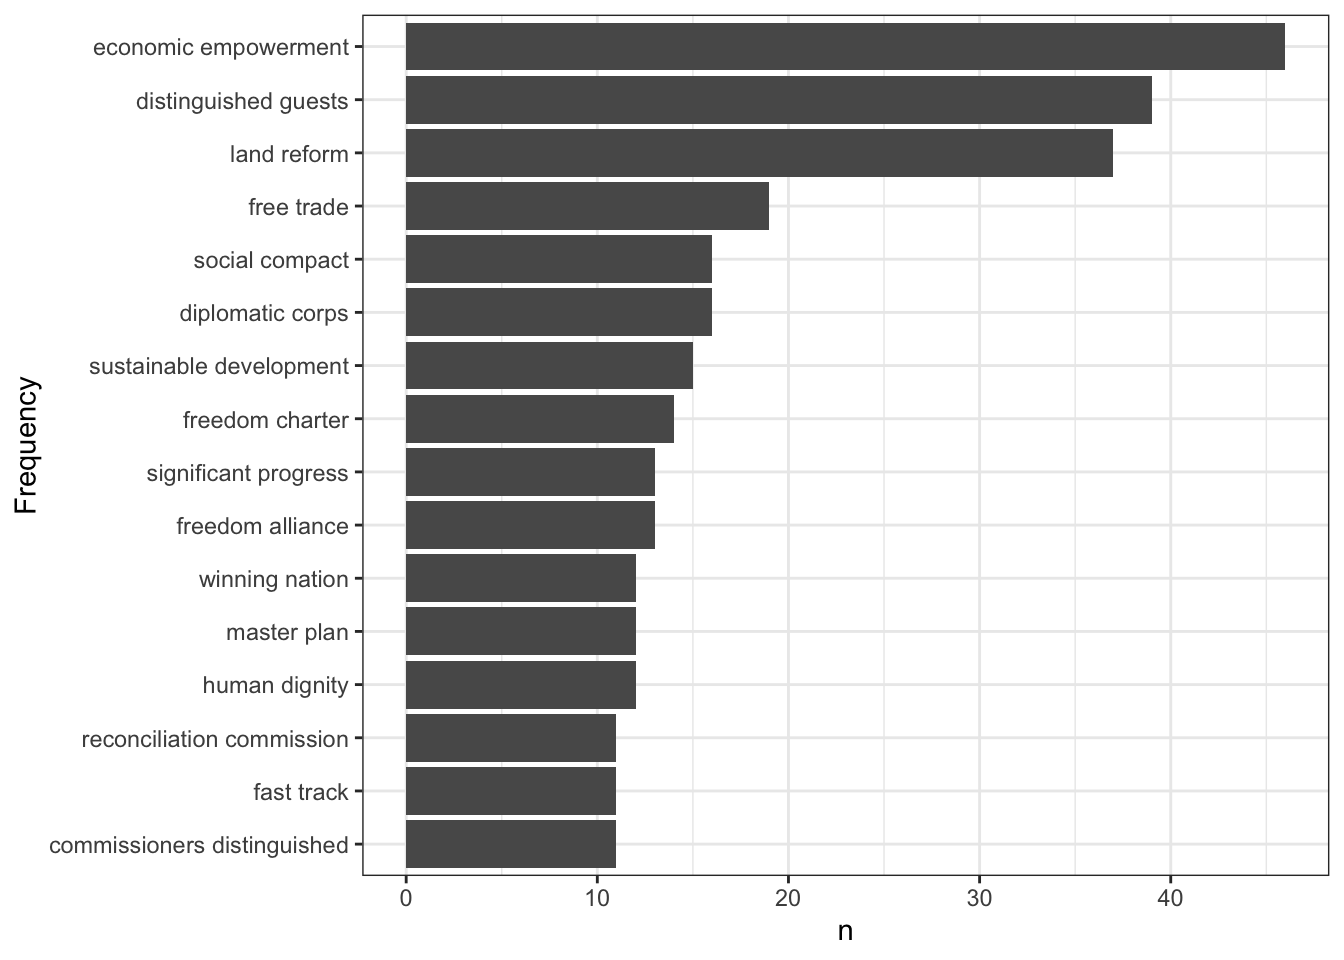 economic empowerment
distinguished guests
land reform
free trade
social compact
diplomatic corps
sustainable development
freedom charter
significant progress
freedom alliance
winning nation
master plan
human dignity
reconciliation commission
fast track
commissioners distinguished
Frequency
0 10 20 30 40
n